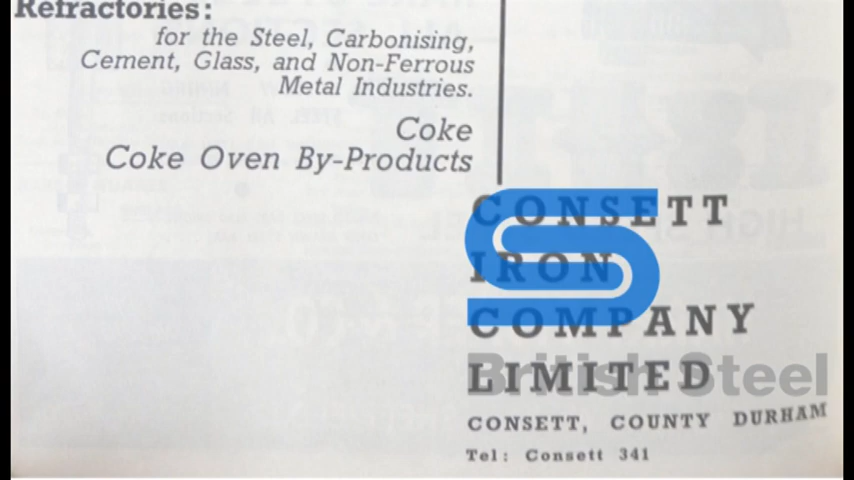 Refractories:
for the Steel, Carbonising,
Cement, Glass, and Non-Ferrous
Metal Industries.
Coke
Coke Oven By-Products
CONSETT
IRON
COMPANY
LIMITED
British Steel
CONSETT, COUNTY DURHAM
Tel: Consett 341